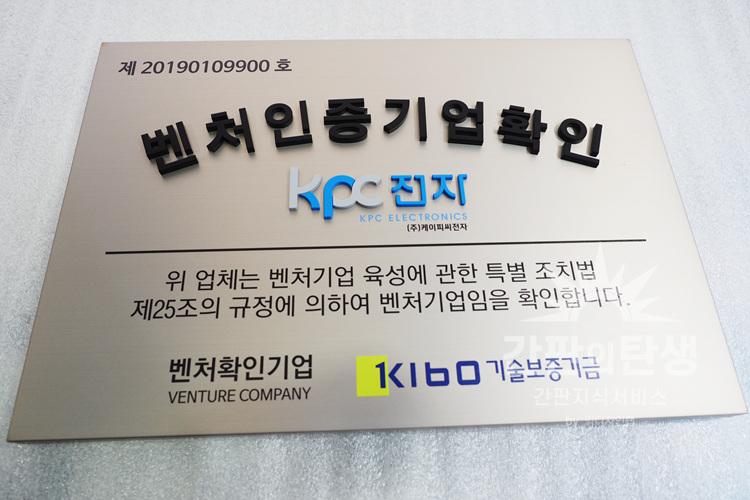 제 20190109900 호
벤처인증기업확인
kpc 전자
KPC ELECTRONICS
(주)케이피씨전자
위 업체는 벤처기업 육성에 관한 특별 조치법
제25조의 규정에 의하여 벤처기업임을 확인합니다.
벤처확인기업
VENTURE COMPANY
KIBO 기술보증기금
간판의탄생
간판지식서비스
by